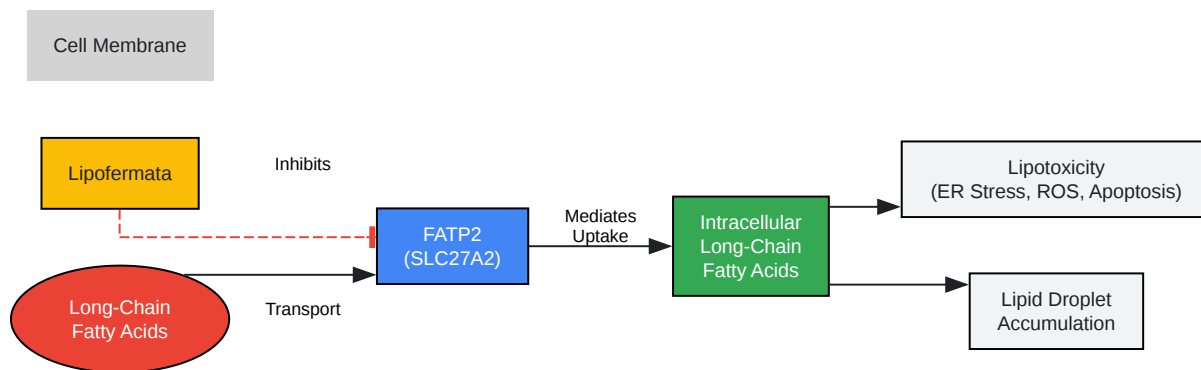 Cell Membrane
Lipofermata
Inhibits
Long-Chain
Fatty Acids
Transport
FATP2
(SLC27A2)
Mediates
Uptake
Intracellular
Long-Chain
Fatty Acids
Lipotoxicity
(ER Stress, ROS, Apoptosis)
Lipid Droplet
Accumulation